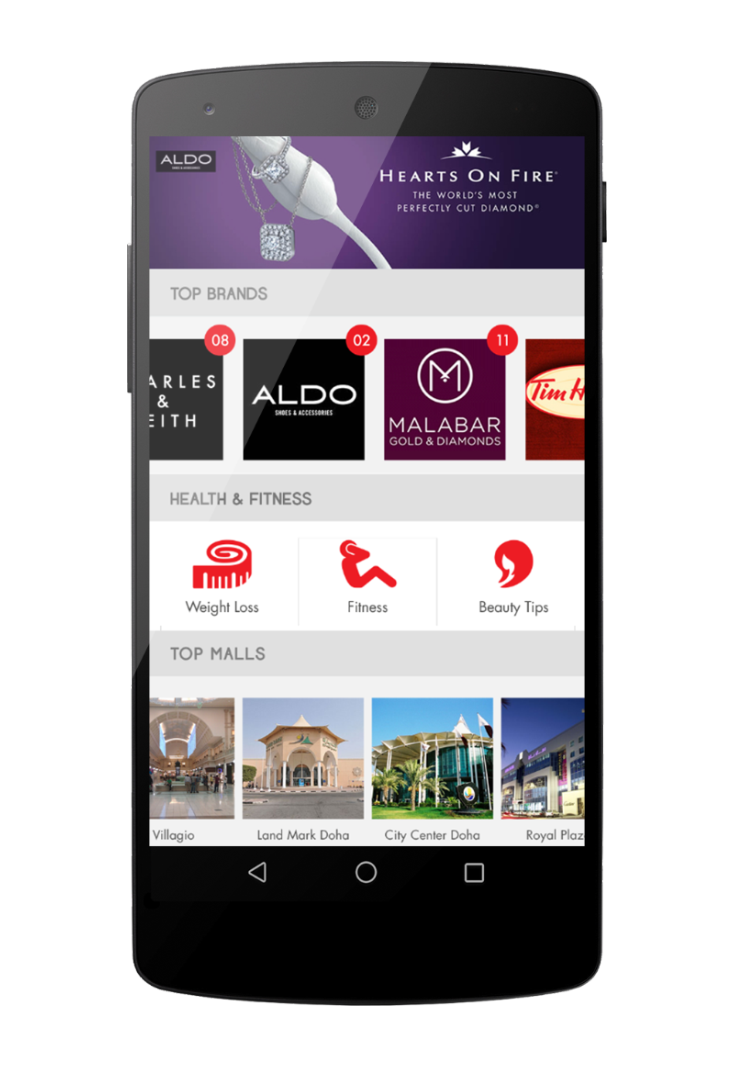 ALDO
HEARTS ON FIRE®
THE WORLD'S MOST
PERFECTLY CUT DIAMOND®
TOP BRANDS
08
02
11
ARLES
&
EITH
ALDO
SHOES & ACCESSORIES
MALABAR
GOLD & DIAMONDS
Tim H
HEALTH & FITNESS
Weight Loss
Fitness
Beauty Tips
TOP MALLS
Villagio
Land Mark Doha
City Center Doha
Royal Plaz